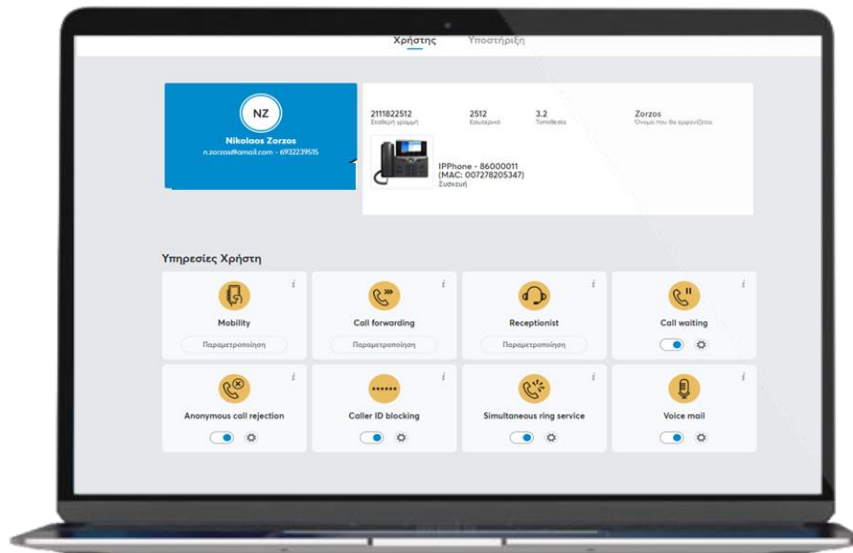 Χρήστης Υποστήριξη
NZ
Nikolaos Zorzos
n.zorzos@amail.com - 6932239515
2111822512 2512 3.2 Zorzos
Σταθερή γραμμή Εσωτερικό Τοποθεσία Όνομα που θα εμφανίζεται
IPPhone - 86000011
(MAC: 007278205347)
Συσκευή
Υπηρεσίες Χρήστη
i i i i
Mobility Call forwarding Receptionist Call waiting
Παραμετροποίηση Παραμετροποίηση Παραμετροποίηση
i i i i
Anonymous call rejection Caller ID blocking Simultaneous ring service Voice mail